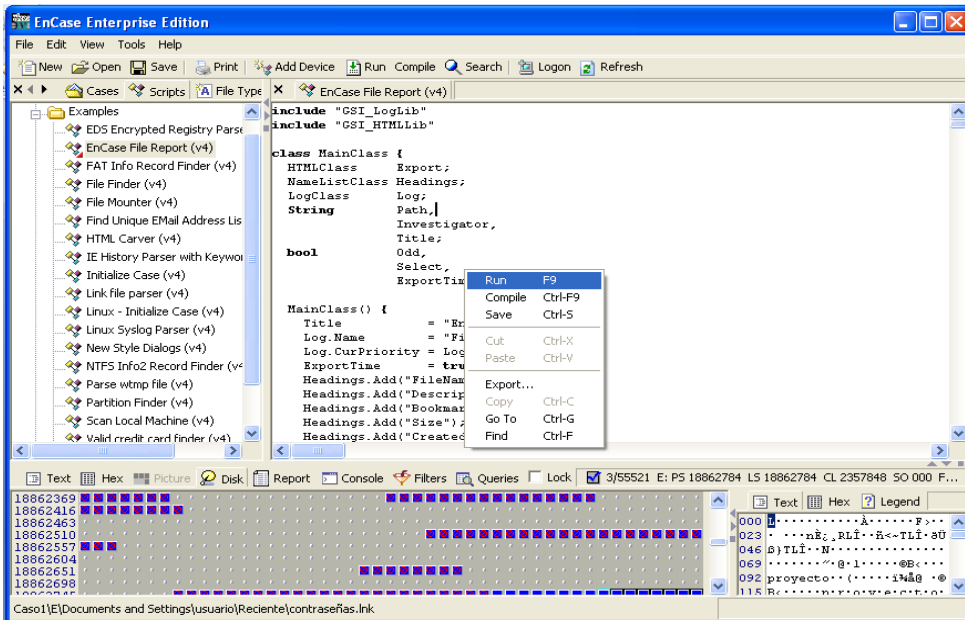 EnCase Enterprise Edition
File Edit View Tools Help
New Open Save Print Add Device Run Compile Search Logon Refresh
Cases Scripts File Type
EnCase File Report (v4)
Examples
EDS Encrypted Registry Parse
EnCase File Report (v4)
FAT Info Record Finder (v4)
File Finder (v4)
File Mounter (v4)
Find Unique EMail Address Lis
HTML Carver (v4)
IE History Parser with Keywor
Initialize Case (v4)
Link file parser (v4)
Linux - Initialize Case (v4)
Linux Syslog Parser (v4)
New Style Dialogs (v4)
NTFS Info2 Record Finder (v4
Parse wtmp file (v4)
Partition Finder (v4)
Scan Local Machine (v4)
Valid credit card finder (v4)
include "GSI_LogLib"
include "GSI_HTMLLib"
class MainClass {
HTMLClass Export;
NameListClass Headings;
LogClass Log;
String Path,
Investigator,
Title;
bool Odd,
Select,
ExportTim
MainClass() {
Title = "En
Log.Name = "Fi
Log.CurPriority = Log
ExportTime = tru
Headings.Add("FileNam
Headings.Add("Descrip
Headings.Add("Bookmar
Headings.Add("Size");
Headings.Add("Created
Run F9
Compile Ctrl-F9
Save Ctrl-S
Cut Ctrl-X
Paste Ctrl-V
Export...
Copy Ctrl-C
Go To Ctrl-G
Find Ctrl-F
Text Hex Picture Disk Report Console Filters Queries Lock 3/55521 E: PS 18862784 LS 18862784 CL 2357848 SO 000 F...
18862369
18862416
18862463
18862510
18862557
18862604
18862651
18862698
18862745
Text Hex Legend
000
023
046
069
092 proyecto
115
Caso1\E\Documents and Settings\usuario\Reciente\contraseñas.lnk